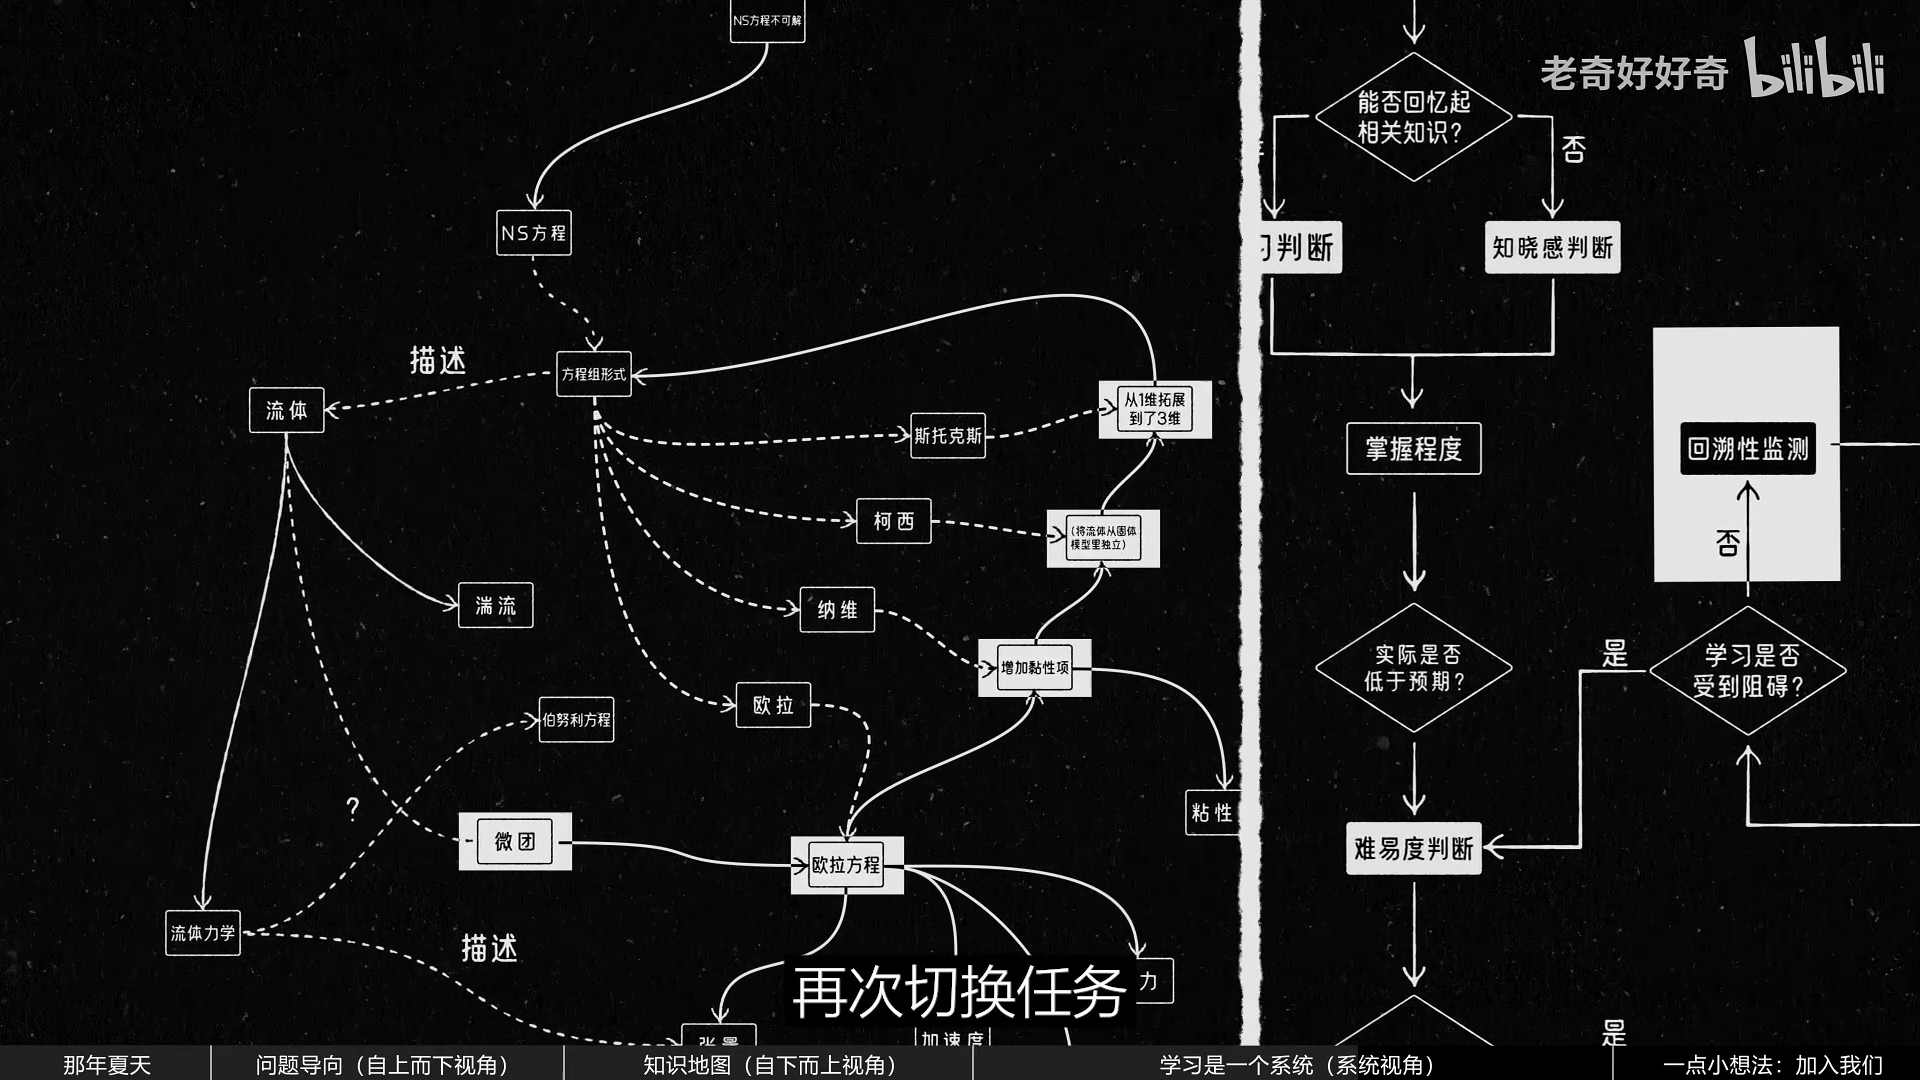 NS方程不可解
老奇好好奇 bilibili
能否回忆起
相关知识？
否
NS方程
习判断
知晓感判断
描述
流体
方程组形式
从1维拓展
到了3维
斯托克斯
掌握程度
回溯性监测
柯西
(将流体从固体
模型里独立)
否
湍流
纳维
增加黏性项
实际是否
低于预期？
是
学习是否
受到阻碍？
欧拉
伯努利方程
?
粘性
微团
欧拉方程
难易度判断
流体力学
描述
力
再次切换任务
张量
加速度
是
那年夏天
问题导向（自上而下视角）
知识地图（自下而上视角）
学习是一个系统（系统视角）
一点小想法：加入我们